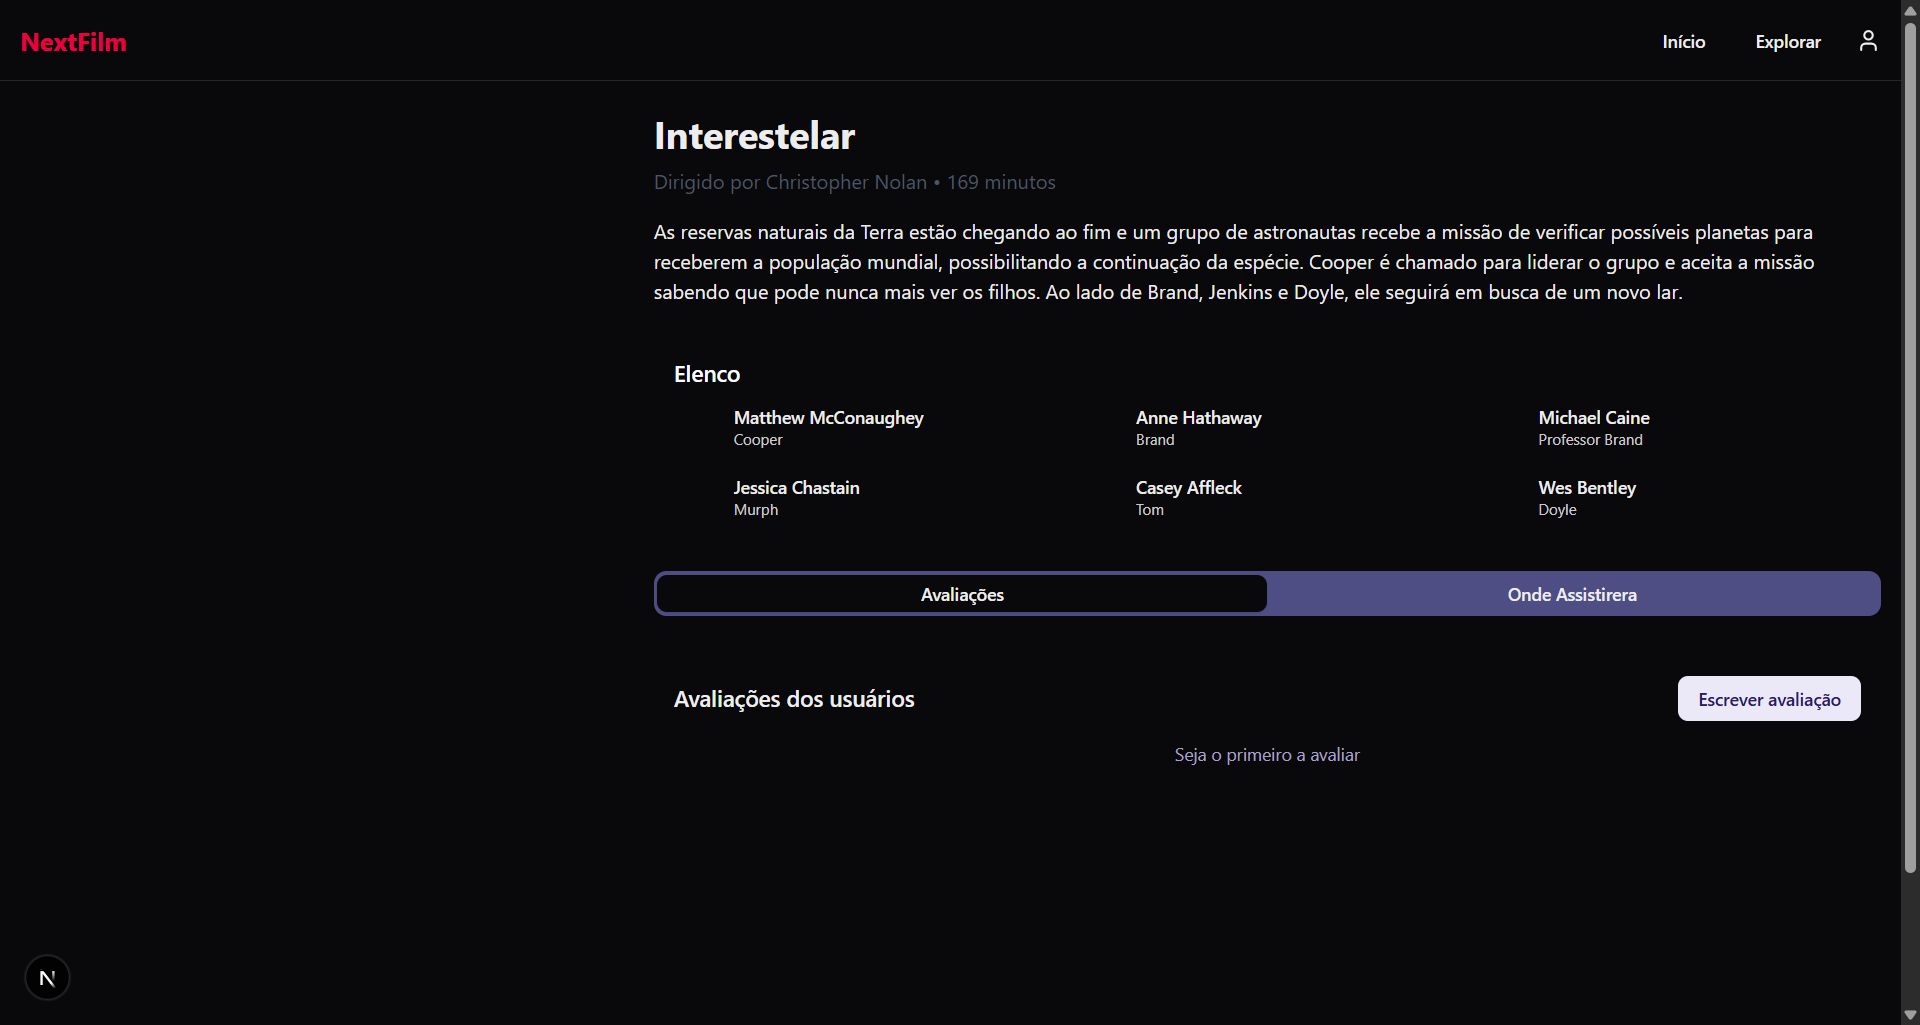 NextFilm
Início
Explorar
Interestelar
Dirigido por Christopher Nolan • 169 minutos
As reservas naturais da Terra estão chegando ao fim e um grupo de astronautas recebe a missão de verificar possíveis planetas para
receberem a população mundial, possibilitando a continuação da espécie. Cooper é chamado para liderar o grupo e aceita a missão
sabendo que pode nunca mais ver os filhos. Ao lado de Brand, Jenkins e Doyle, ele seguirá em busca de um novo lar.
Elenco
Matthew McConaughey
Cooper
Anne Hathaway
Brand
Michael Caine
Professor Brand
Jessica Chastain
Murph
Casey Affleck
Tom
Wes Bentley
Doyle
Avaliações
Onde Assistirera
Avaliações dos usuários
Escrever avaliação
Seja o primeiro a avaliar
N